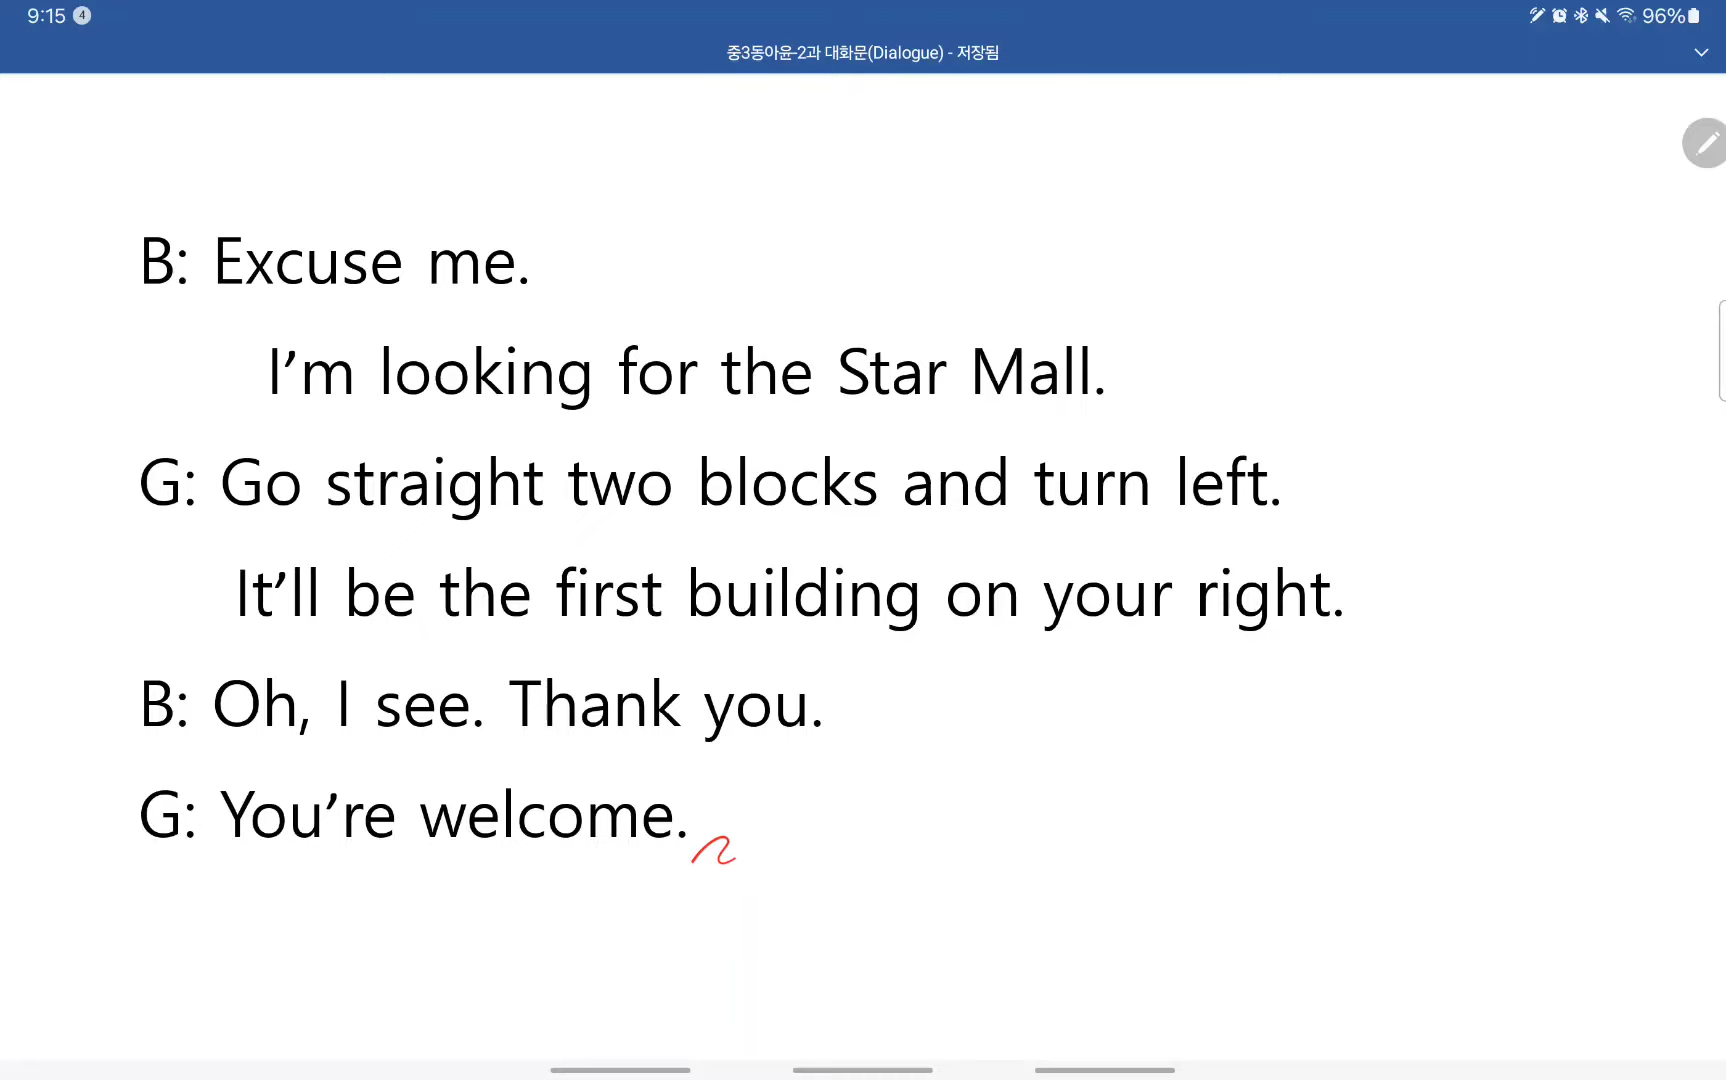 9:15 4 96%
중3동아윤-2과 대화문(Dialogue) - 저장됨
B: Excuse me.
I’m looking for the Star Mall.
G: Go straight two blocks and turn left.
It’ll be the first building on your right.
B: Oh, I see. Thank you.
G: You’re welcome.